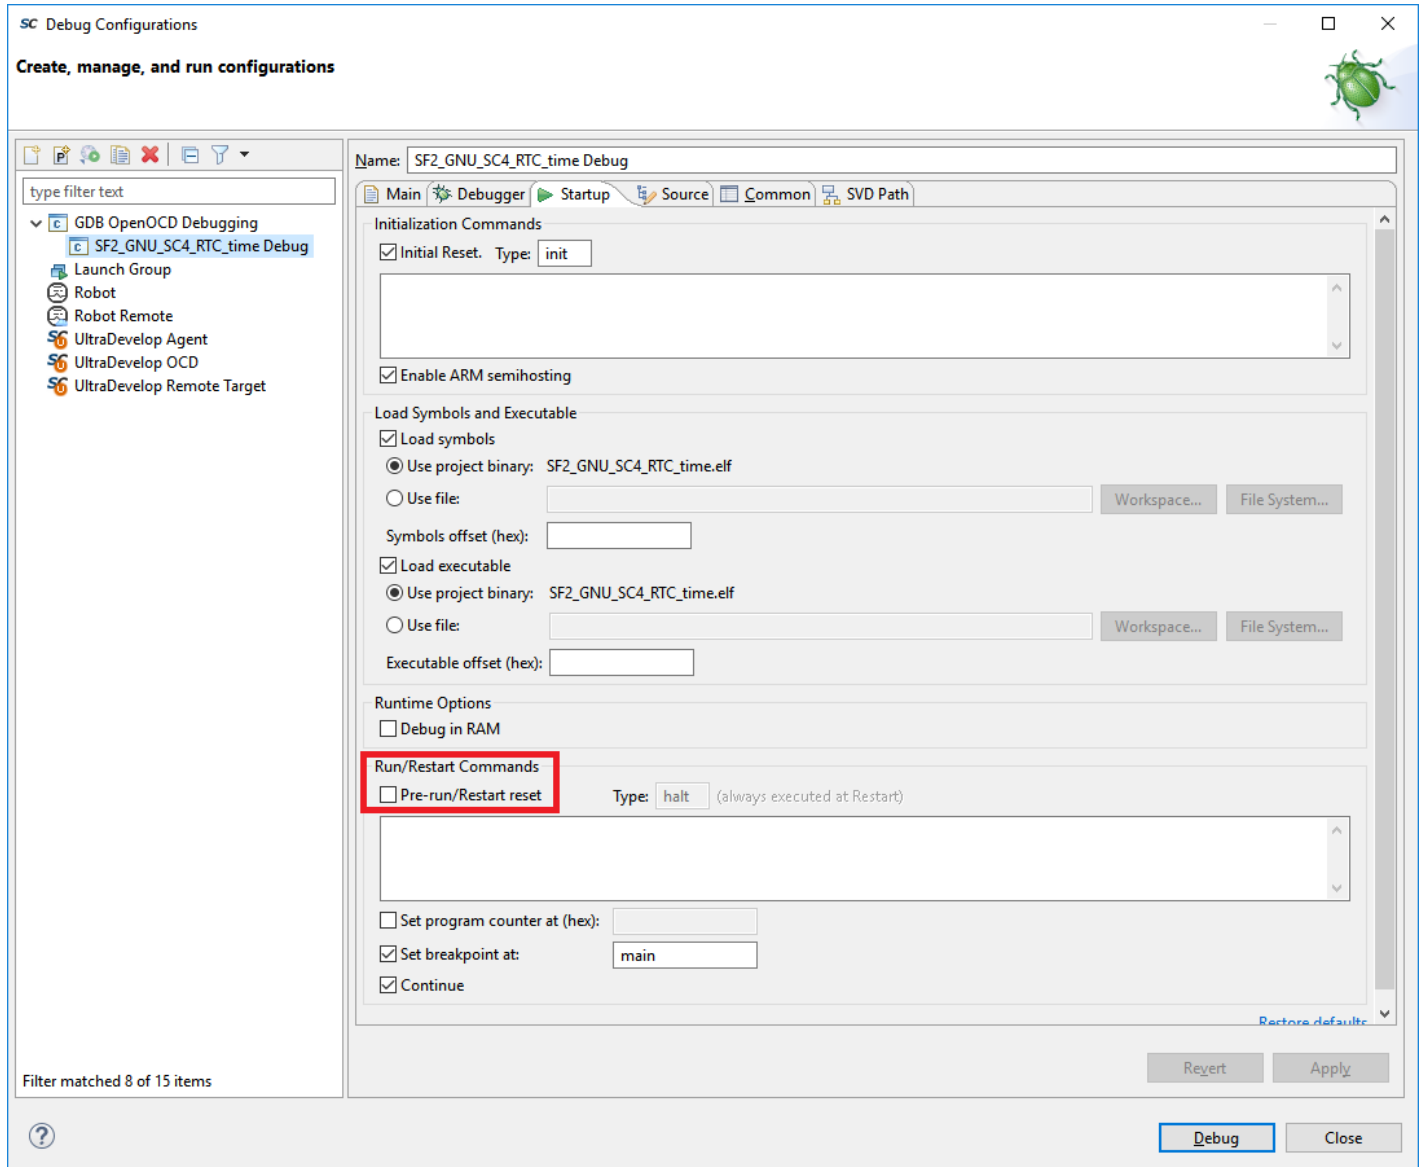 SC Debug Configurations
Create, manage, and run configurations
Name: SF2_GNU_SC4_RTC_time Debug
type filter text
GDB OpenOCD Debugging
SF2_GNU_SC4_RTC_time Debug
Launch Group
Robot
Robot Remote
UltraDevelop Agent
UltraDevelop OCD
UltraDevelop Remote Target
Filter matched 8 of 15 items
Main Debugger Startup Source Common SVD Path
Initialization Commands
Initial Reset. Type: init
Enable ARM semihosting
Load Symbols and Executable
Load symbols
Use project binary: SF2_GNU_SC4_RTC_time.elf
Use file: Workspace... File System...
Symbols offset (hex):
Load executable
Use project binary: SF2_GNU_SC4_RTC_time.elf
Use file: Workspace... File System...
Executable offset (hex):
Runtime Options
Debug in RAM
Run/Restart Commands
Pre-run/Restart reset Type: halt (always executed at Restart)
Set program counter at (hex):
Set breakpoint at: main
Continue
Restore defaults
Revert Apply
Debug Close